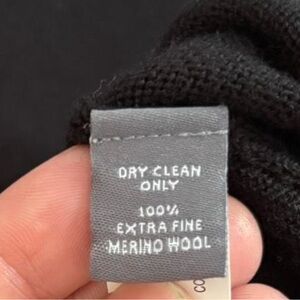 DRY CLEAN
ONLY
100%
EXTRA FINE
MERINO WOOL